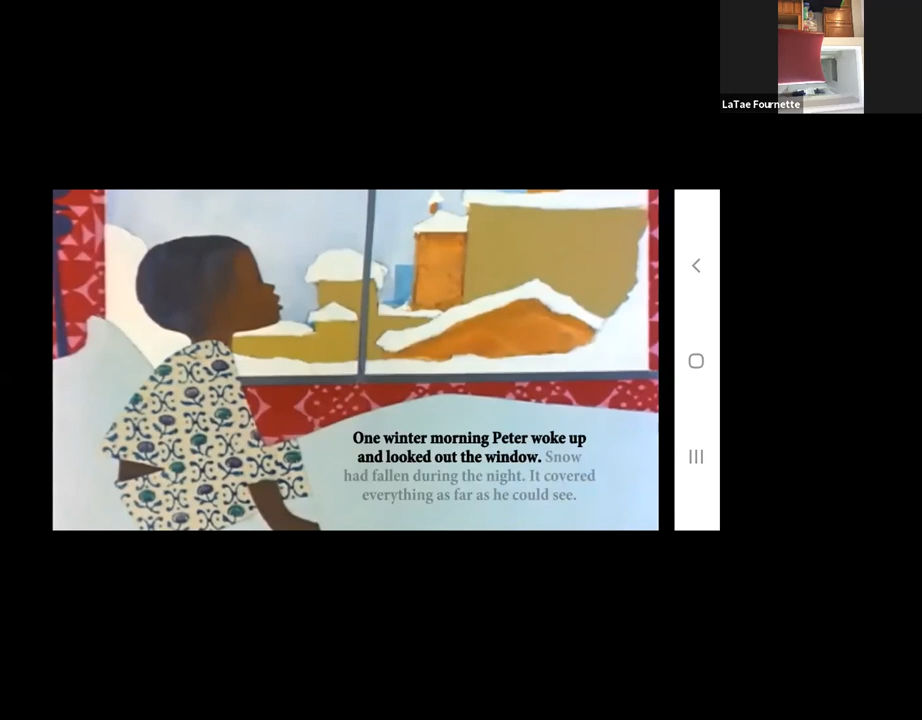 LaTae Fournette
One winter morning Peter woke up
and looked out the window. Snow
had fallen during the night. It covered
everything as far as he could see.